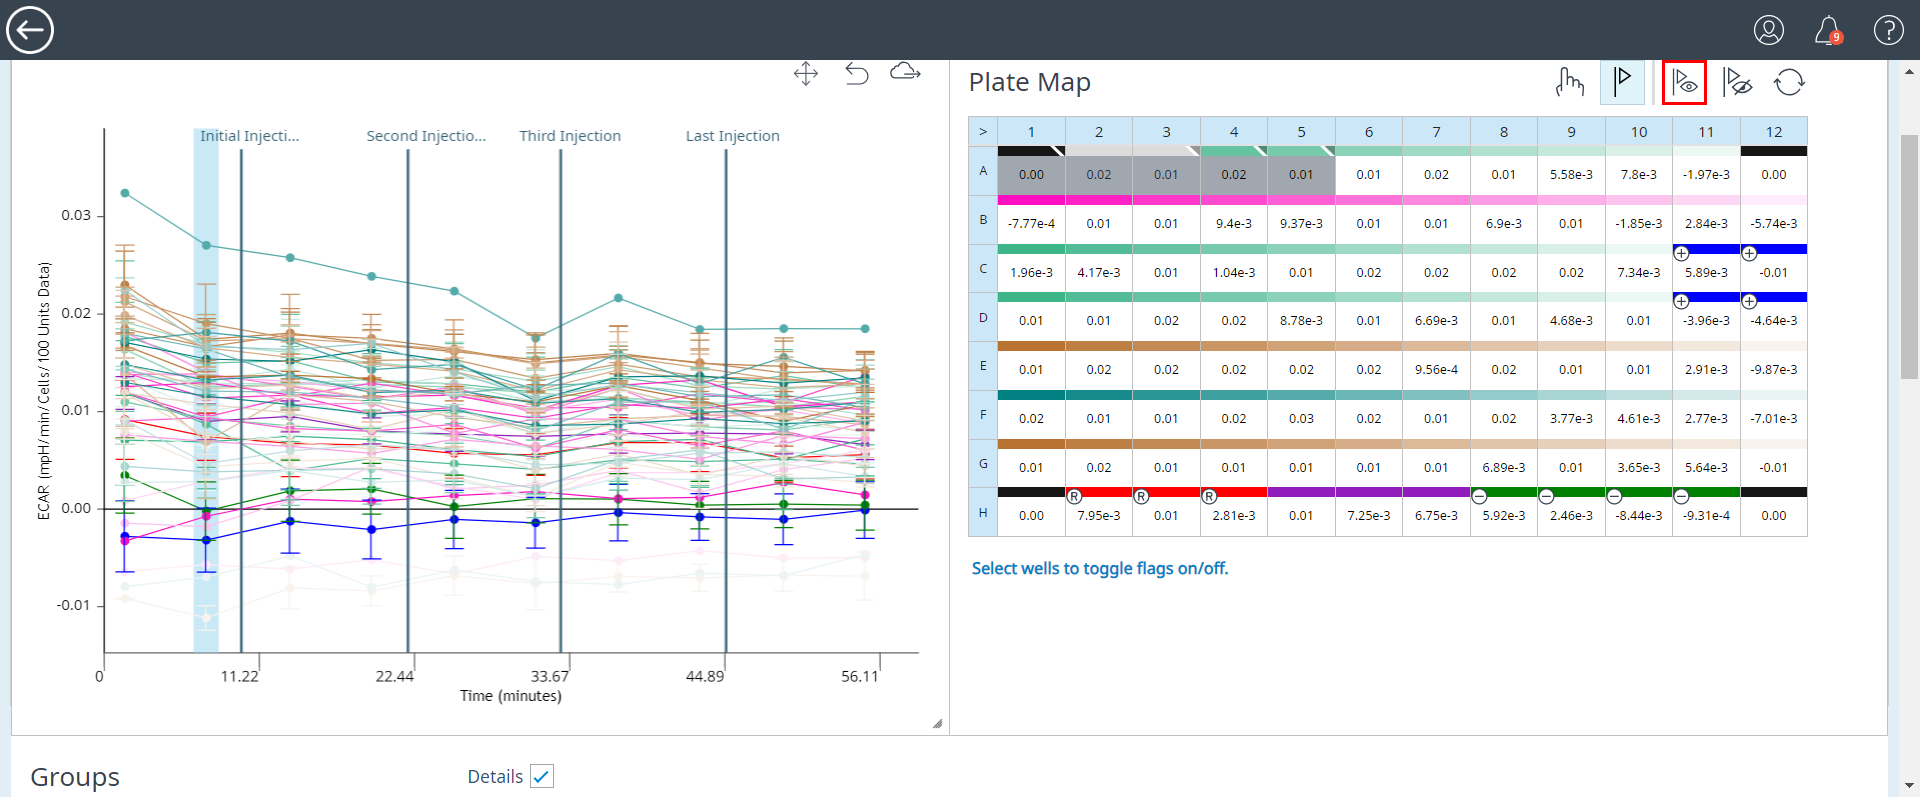 9 ?
Plate Map
Initial Injecti... Second Injectio... Third Injection Last Injection
0.03
0.02
0.01
0.00
-0.01
ECAR (mpH/min/Cells/100 Units Data)
0 11.22 22.44 33.67 44.89 56.11
Time (minutes)
> 1 2 3 4 5 6 7 8 9 10 11 12
A 0.00 0.02 0.01 0.02 0.01 0.01 0.02 0.01 5.58e-3 7.8e-3 -1.97e-3 0.00
B -7.77e-4 0.01 0.01 9.4e-3 9.37e-3 0.01 0.01 6.9e-3 0.01 -1.85e-3 2.84e-3 -5.74e-3
C 1.96e-3 4.17e-3 0.01 1.04e-3 0.01 0.02 0.02 0.02 0.02 7.34e-3 + 5.89e-3 + -0.01
D 0.01 0.01 0.02 0.02 8.78e-3 0.01 6.69e-3 0.01 4.68e-3 0.01 + -3.96e-3 + -4.64e-3
E 0.01 0.02 0.02 0.02 0.02 0.02 9.56e-4 0.02 0.01 0.01 2.91e-3 -9.87e-3
F 0.02 0.01 0.01 0.02 0.03 0.02 0.01 0.02 3.77e-3 4.61e-3 2.77e-3 -7.01e-3
G 0.01 0.02 0.01 0.01 0.01 0.01 0.01 6.89e-3 0.01 3.65e-3 5.64e-3 -0.01
H 0.00 R 7.95e-3 R 0.01 R 2.81e-3 0.01 7.25e-3 6.75e-3 − 5.92e-3 − 2.46e-3 − -8.44e-3 − -9.31e-4 0.00
Select wells to toggle flags on/off.
Groups
Details